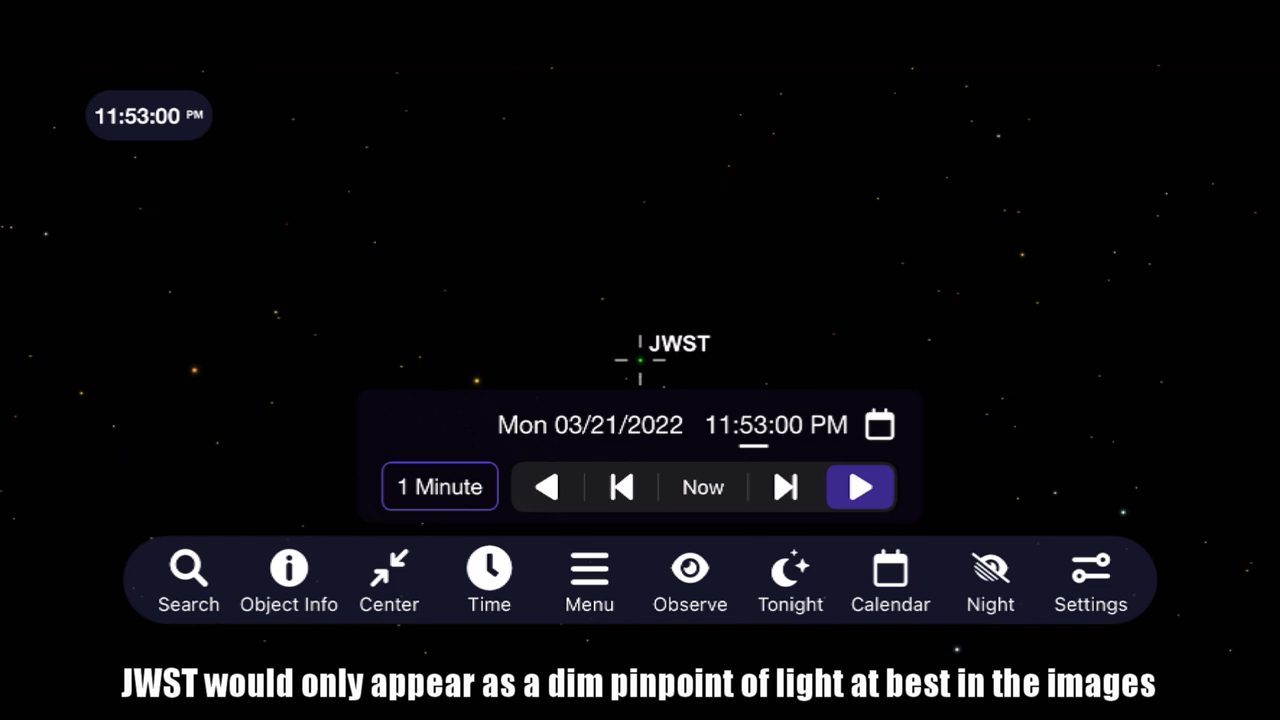 11:53:00 PM
JWST
Mon 03/21/2022 11:53:00 PM
1 Minute Now
Search Object Info Center Time Menu Observe Tonight Calendar Night Settings
JWST would only appear as a dim pinpoint of light at best in the images